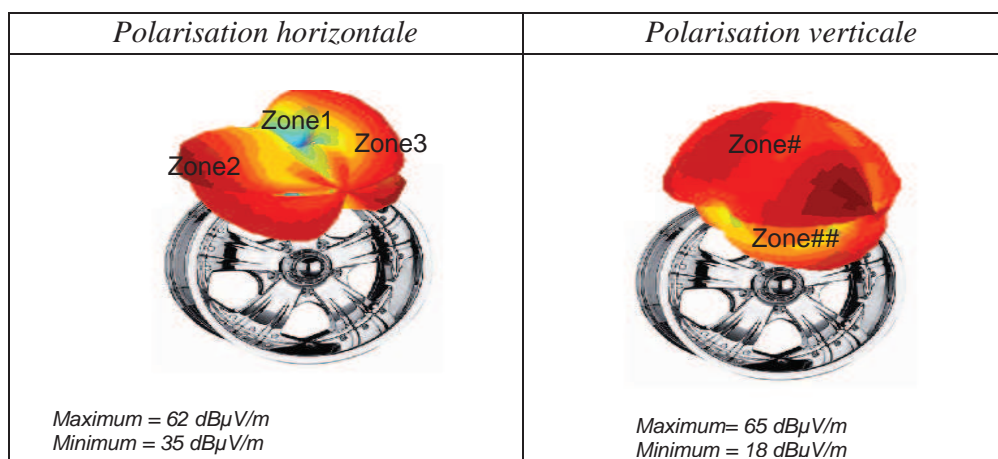 Polarisation horizontale
Polarisation verticale
Zone1
Zone2
Zone3
Zone#
Zone##
Maximum = 62 dBµV/m
Minimum = 35 dBµV/m
Maximum= 65 dBµV/m
Minimum = 18 dBµV/m